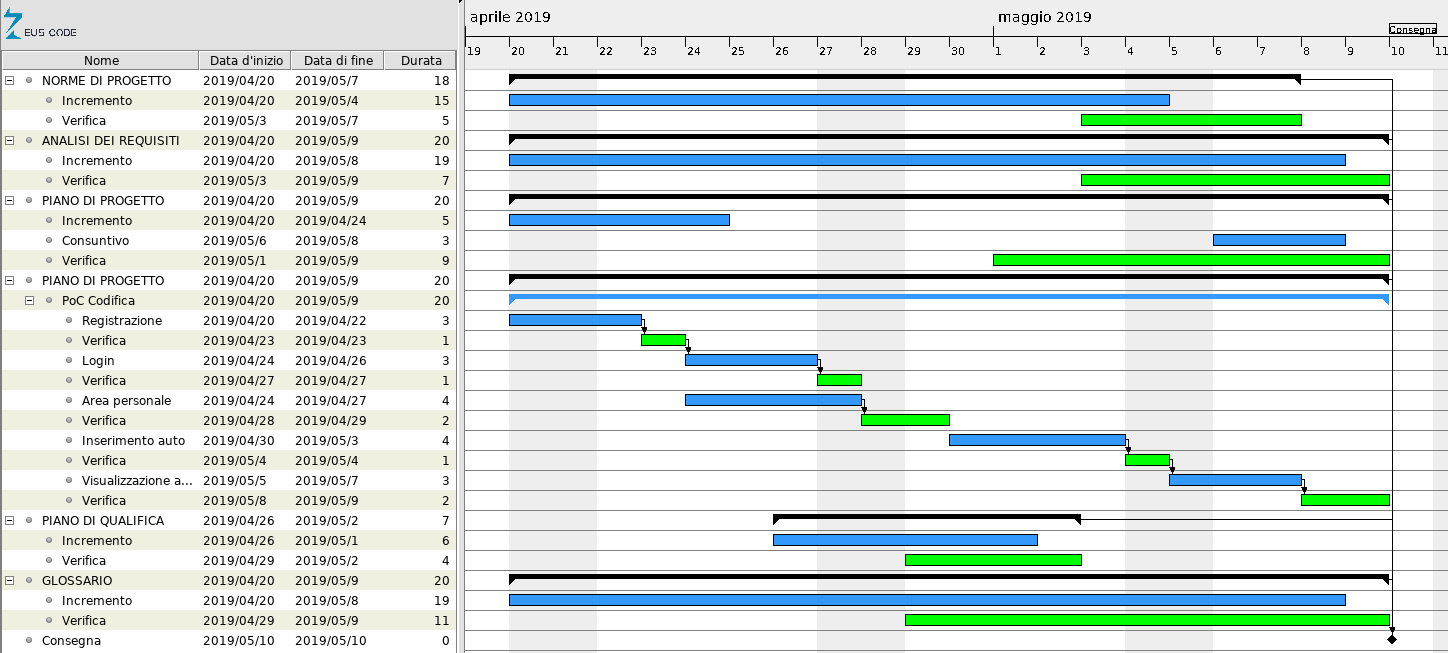 EUS CODE
aprile 2019 maggio 2019
Consegna
19 20 21 22 23 24 25 26 27 28 29 30 1 2 3 4 5 6 7 8 9 10 11
Nome Data d'inizio Data di fine Durata
NORME DI PROGETTO 2019/04/20 2019/05/7 18
Incremento 2019/04/20 2019/05/4 15
Verifica 2019/05/3 2019/05/7 5
ANALISI DEI REQUISITI 2019/04/20 2019/05/9 20
Incremento 2019/04/20 2019/05/8 19
Verifica 2019/05/3 2019/05/9 7
PIANO DI PROGETTO 2019/04/20 2019/05/9 20
Incremento 2019/04/20 2019/04/24 5
Consuntivo 2019/05/6 2019/05/8 3
Verifica 2019/05/1 2019/05/9 9
PIANO DI PROGETTO 2019/04/20 2019/05/9 20
PoC Codifica 2019/04/20 2019/05/9 20
Registrazione 2019/04/20 2019/04/22 3
Verifica 2019/04/23 2019/04/23 1
Login 2019/04/24 2019/04/26 3
Verifica 2019/04/27 2019/04/27 1
Area personale 2019/04/24 2019/04/27 4
Verifica 2019/04/28 2019/04/29 2
Inserimento auto 2019/04/30 2019/05/3 4
Verifica 2019/05/4 2019/05/4 1
Visualizzazione a... 2019/05/5 2019/05/7 3
Verifica 2019/05/8 2019/05/9 2
PIANO DI QUALIFICA 2019/04/26 2019/05/2 7
Incremento 2019/04/26 2019/05/1 6
Verifica 2019/04/29 2019/05/2 4
GLOSSARIO 2019/04/20 2019/05/9 20
Incremento 2019/04/20 2019/05/8 19
Verifica 2019/04/29 2019/05/9 11
Consegna 2019/05/10 2019/05/10 0